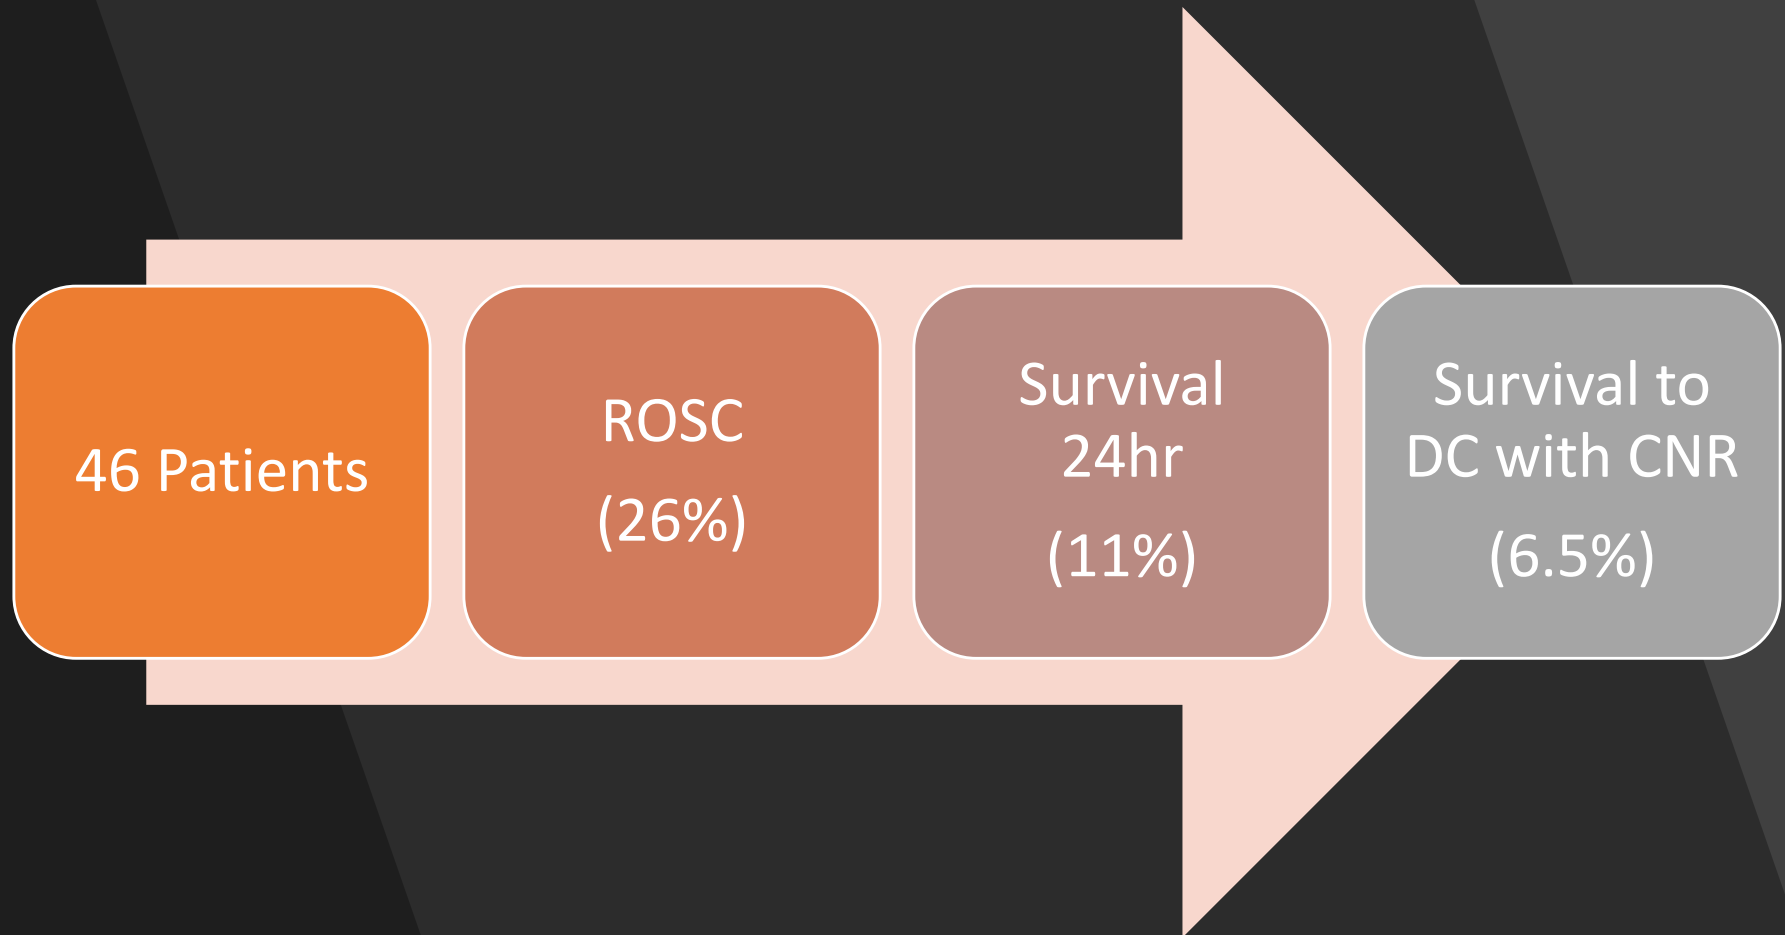 46 Patients
ROSC
(26%)
Survival
24hr
(11%)
Survival to
DC with CNR
(6.5%)